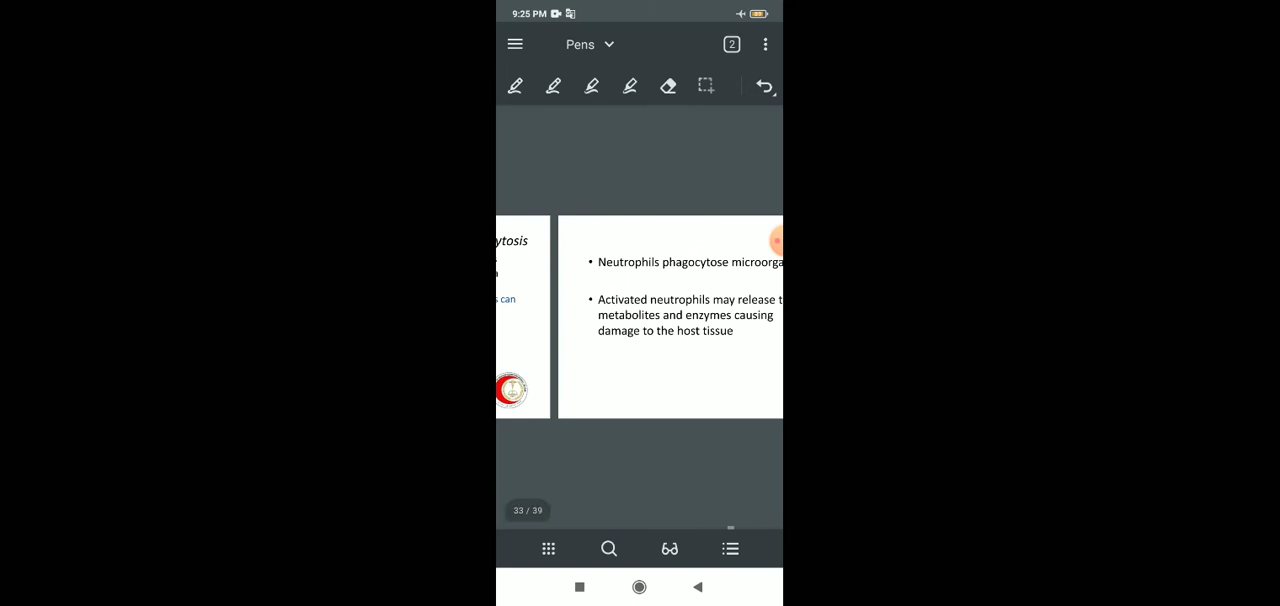 9:25 PM
Pens
2
ytosis
s can
• Neutrophils phagocytose microorga
• Activated neutrophils may release t
metabolites and enzymes causing
damage to the host tissue
33 / 39